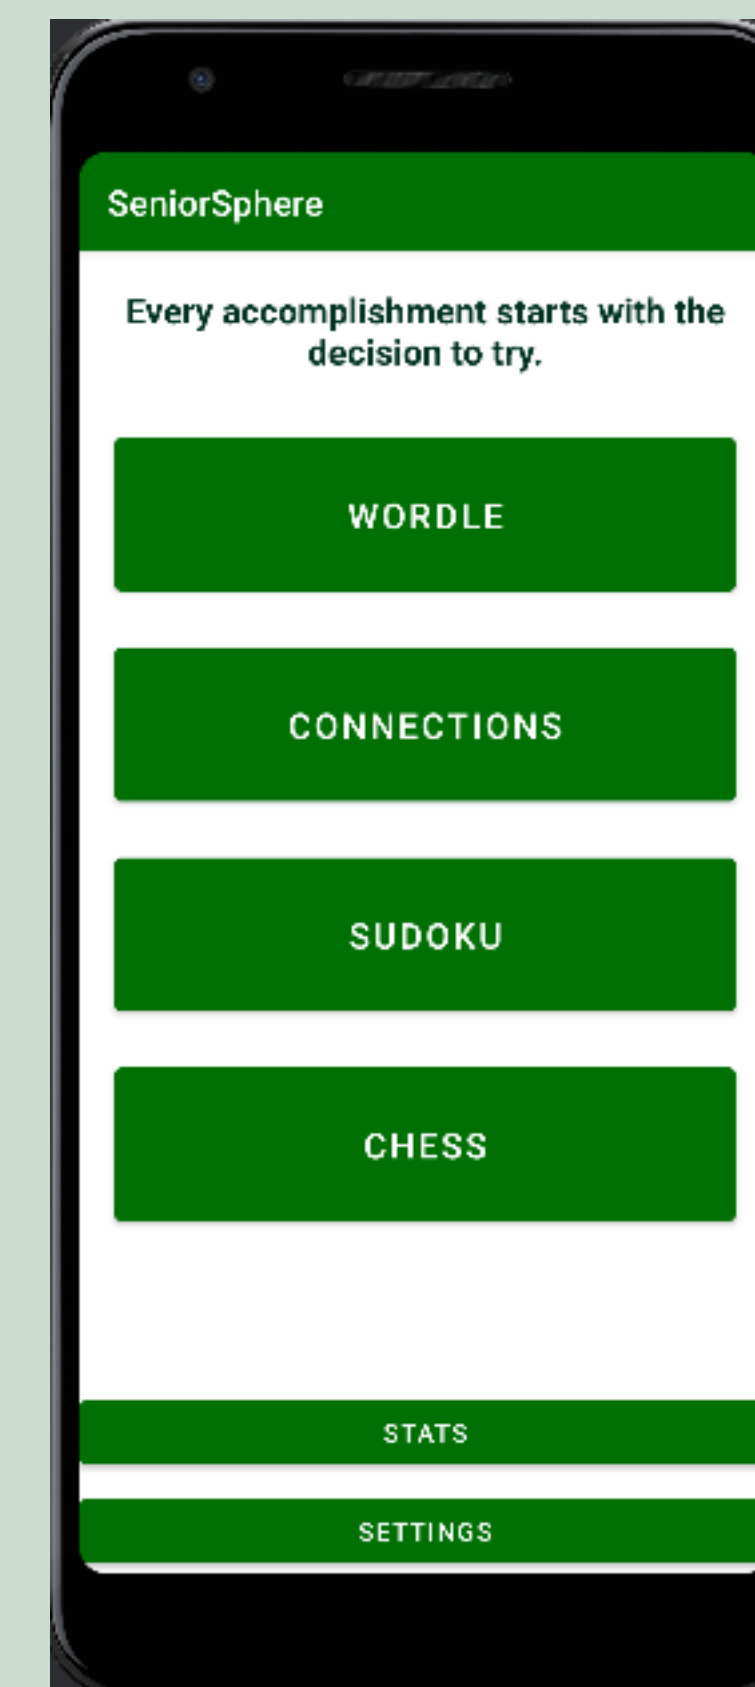 SeniorSphere
Every accomplishment starts with the
decision to try.
WORDLE
CONNECTIONS
SUDOKU
CHESS
STATS
SETTINGS